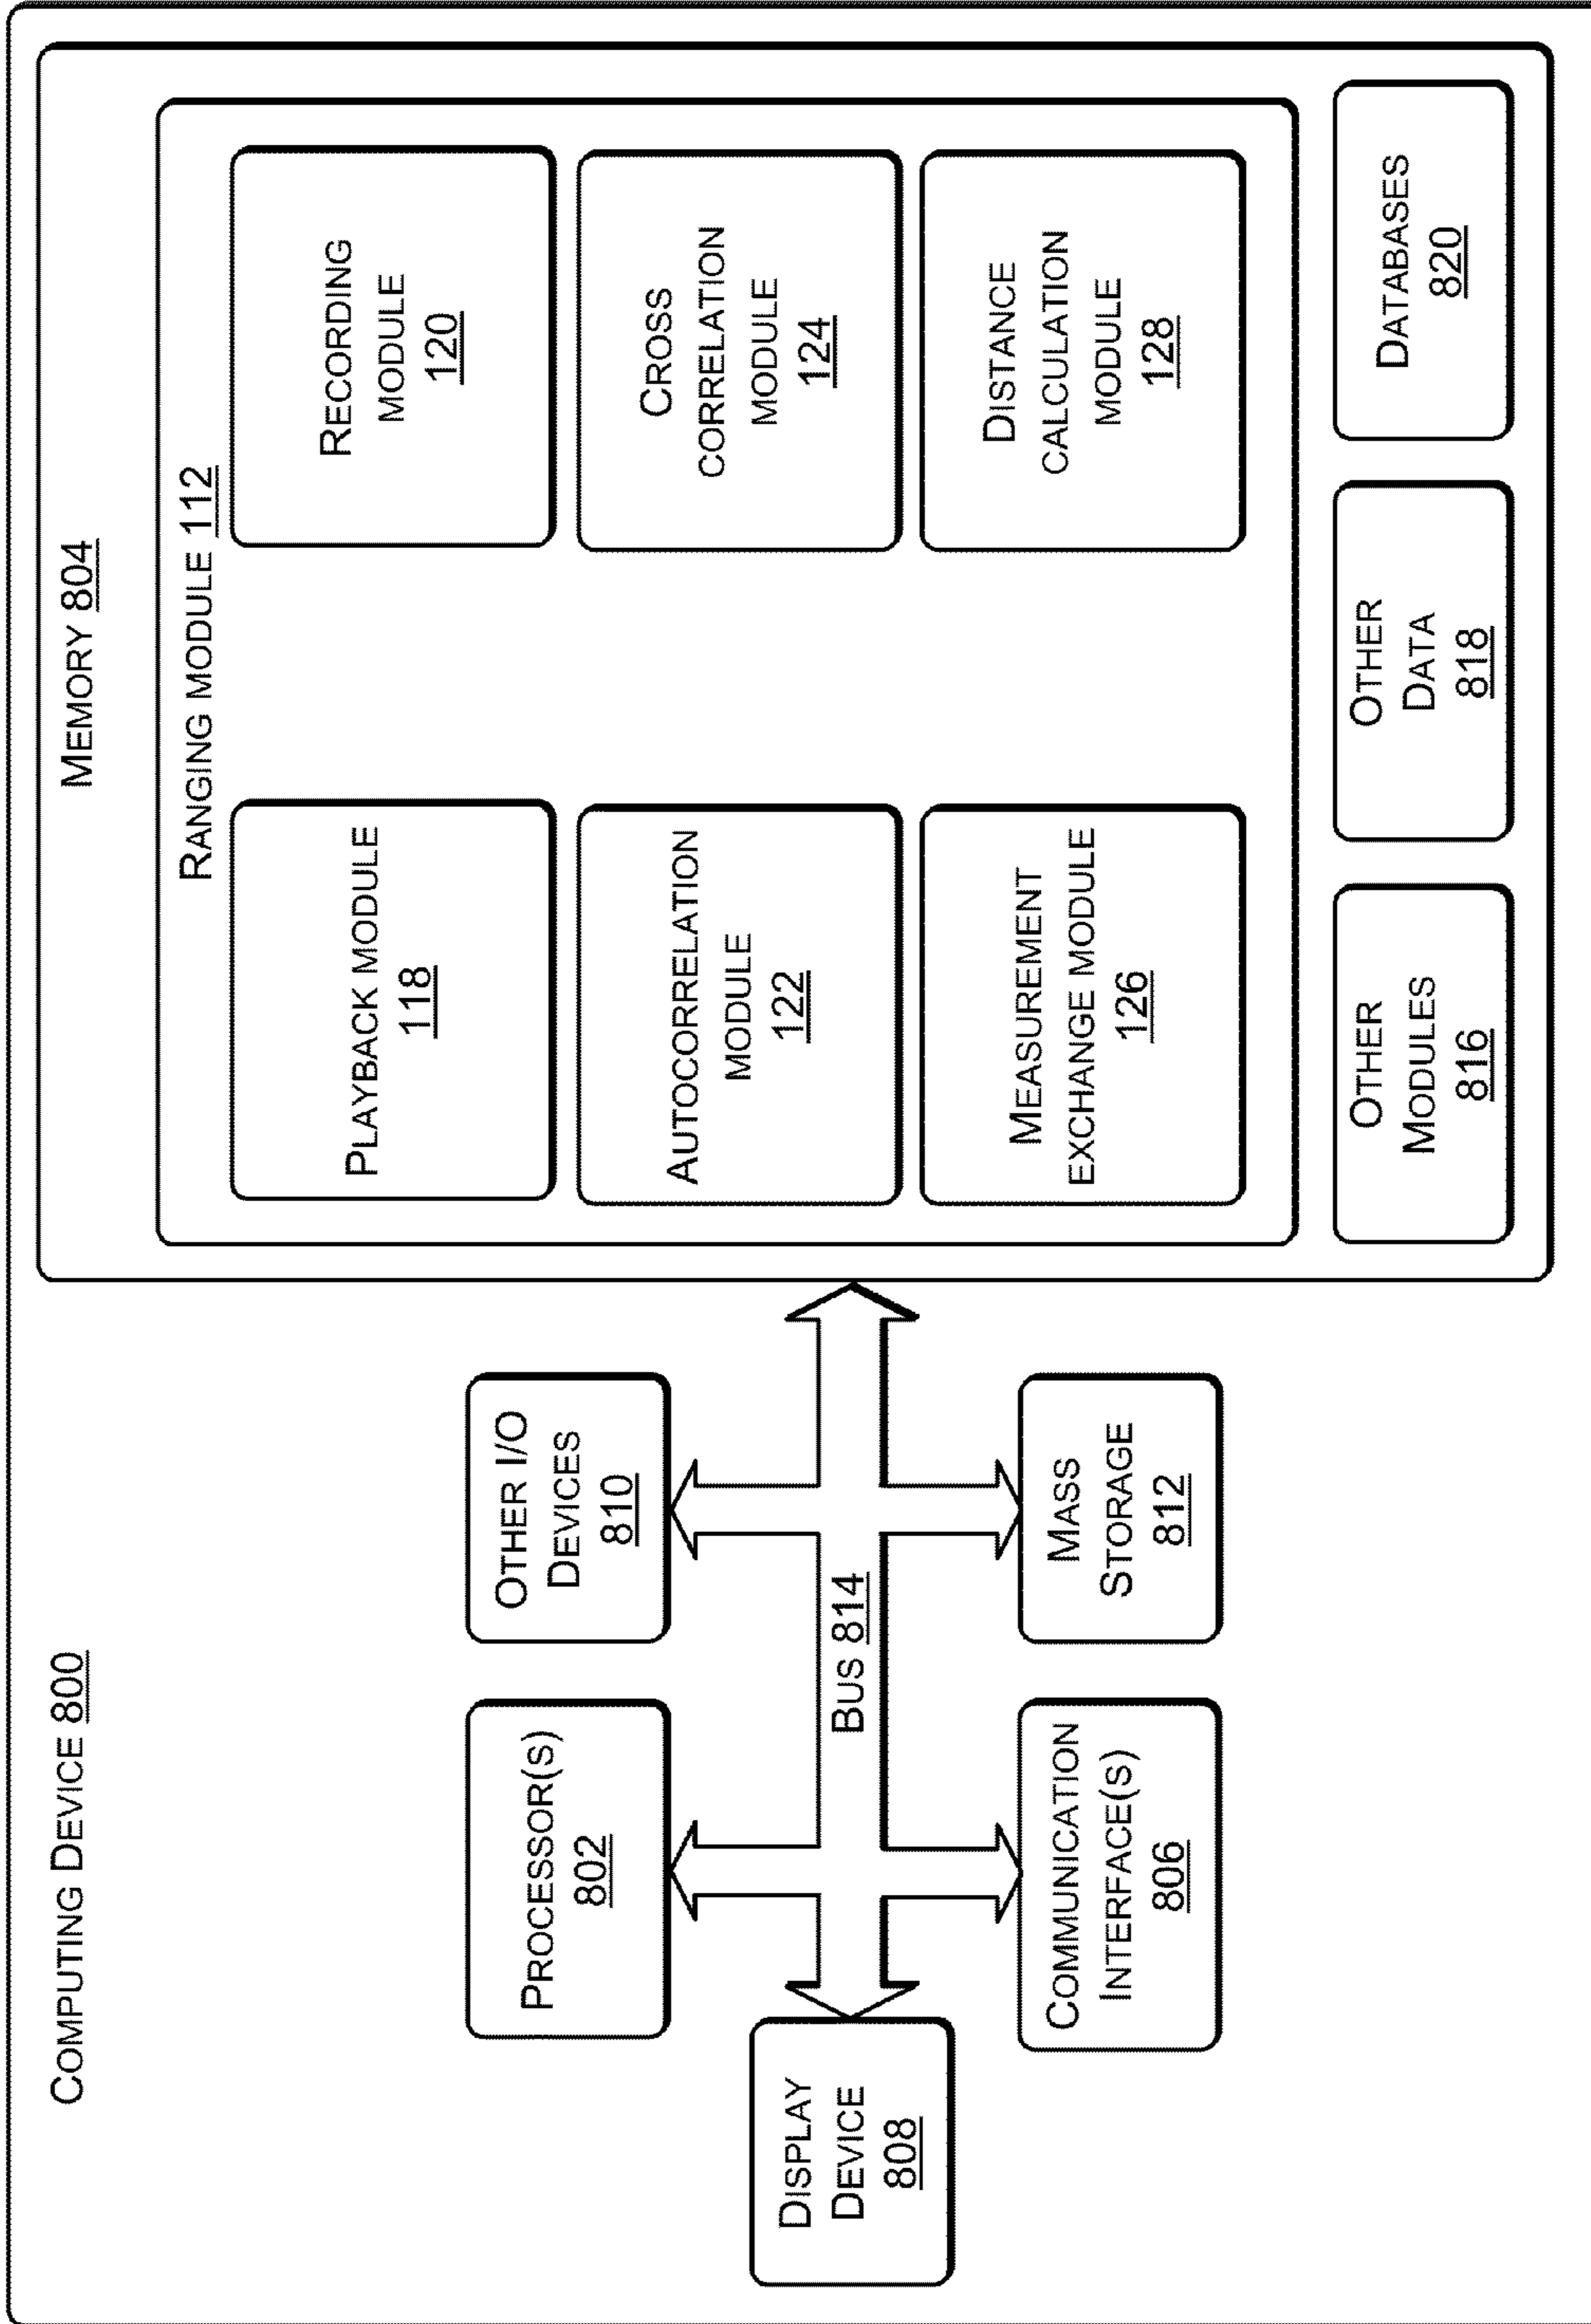 COMPUTING DEVICE 800
PROCESSOR(S)
802
OTHER I/O
DEVICES
810
DISPLAY
DEVICE
808
BUS 814
COMMUNICATION
INTERFACE(S)
806
MASS
STORAGE
812
MEMORY 804
RANGING MODULE 112
PLAYBACK MODULE
118
RECORDING
MODULE
120
AUTOCORRELATION
MODULE
122
CROSS
CORRELATION
MODULE
124
MEASUREMENT
EXCHANGE MODULE
126
DISTANCE
CALCULATION
MODULE
128
OTHER
MODULES
816
OTHER
DATA
818
DATABASES
820